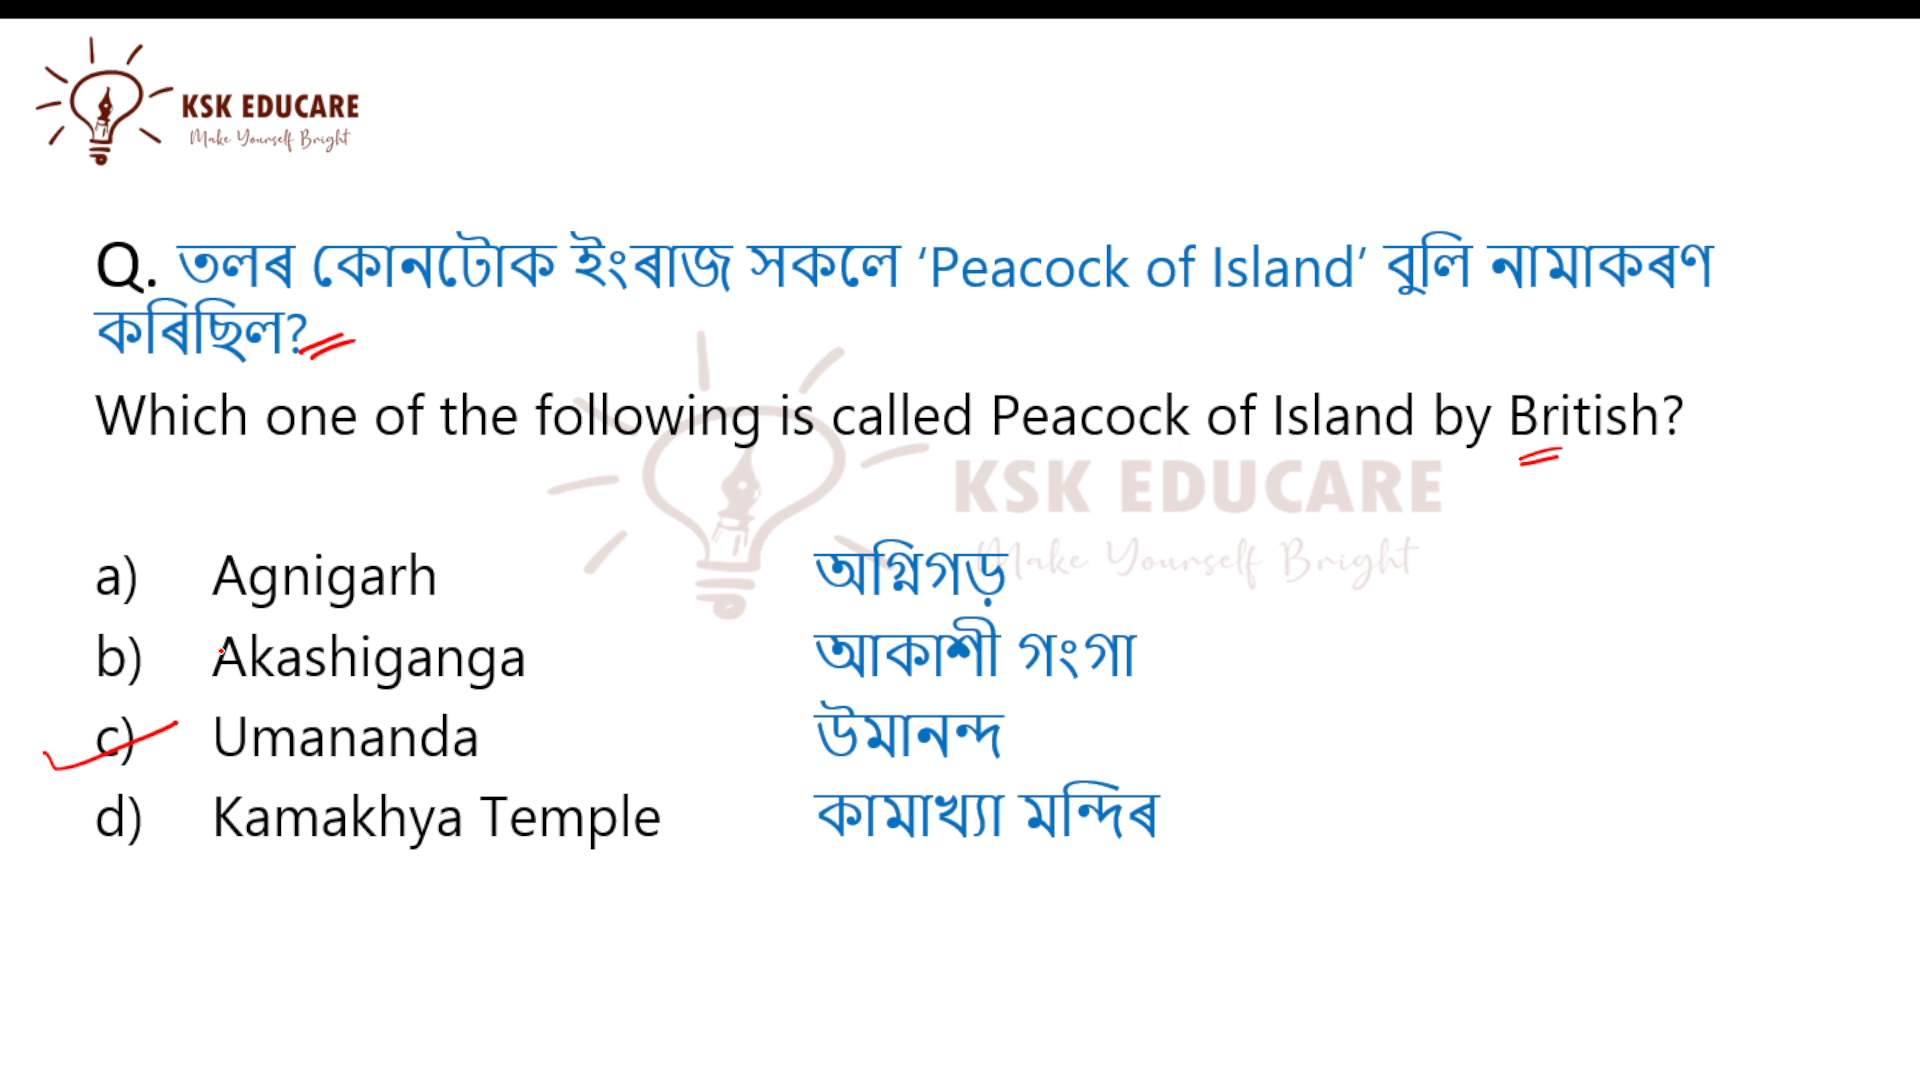 KSK EDUCARE
Make Yourself Bright
Q. তলৰ কোনটোক ইংৰাজ সকলে ‘Peacock of Island’ বুলি নামাকৰণ
কৰিছিল?
Which one of the following is called Peacock of Island by British?
KSK EDUCARE
Make Yourself Bright
a) Agnigarh অগ্নিগড়
b) Akashiganga আকাশী গংগা
c) Umananda উমানন্দ
d) Kamakhya Temple কামাখ্যা মন্দিৰ